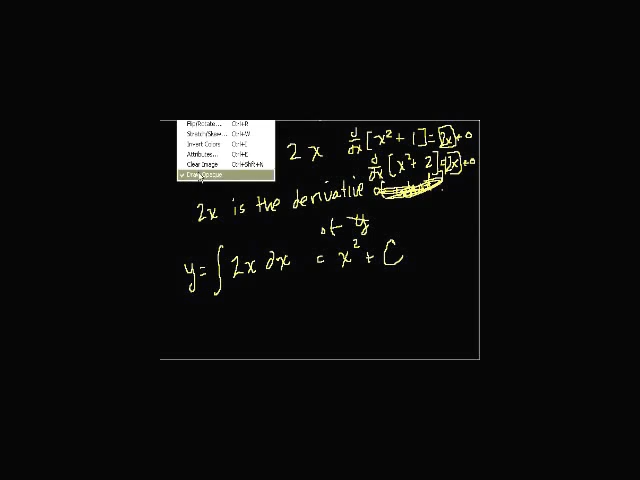 Flip/Rotate... Ctrl+R
Stretch/Skew... Ctrl+W
Invert Colors Ctrl+I
Attributes... Ctrl+E
Clear Image Ctrl+Shift+N
Draw Opaque
2x d/dx[x² + 1] = 2x + 0
d/dx[x² + 2] = 2x + 0
2x is the derivative
of y
y = ∫ 2x dx = x² + C